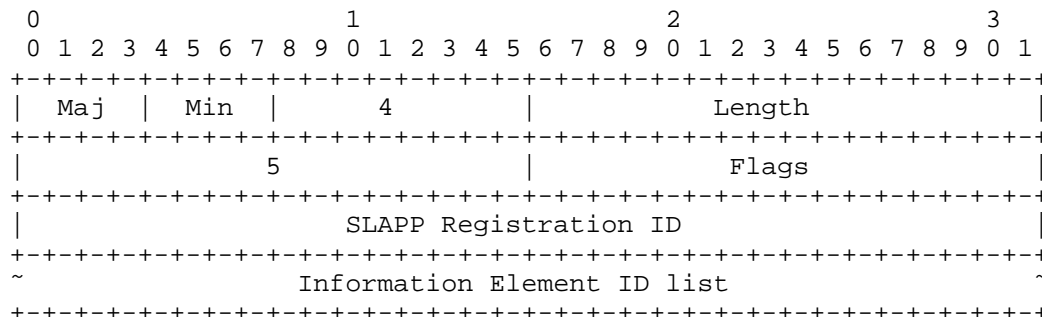 0                   1                   2                   3
 0 1 2 3 4 5 6 7 8 9 0 1 2 3 4 5 6 7 8 9 0 1 2 3 4 5 6 7 8 9 0 1
+-+-+-+-+-+-+-+-+-+-+-+-+-+-+-+-+-+-+-+-+-+-+-+-+-+-+-+-+-+-+-+-+
|  Maj  |  Min  |       4       |            Length             |
+-+-+-+-+-+-+-+-+-+-+-+-+-+-+-+-+-+-+-+-+-+-+-+-+-+-+-+-+-+-+-+-+
|               5               |             Flags             |
+-+-+-+-+-+-+-+-+-+-+-+-+-+-+-+-+-+-+-+-+-+-+-+-+-+-+-+-+-+-+-+-+
|                    SLAPP Registration ID                      |
+-+-+-+-+-+-+-+-+-+-+-+-+-+-+-+-+-+-+-+-+-+-+-+-+-+-+-+-+-+-+-+-+
~                 Information Element ID list                   ~
+-+-+-+-+-+-+-+-+-+-+-+-+-+-+-+-+-+-+-+-+-+-+-+-+-+-+-+-+-+-+-+-+